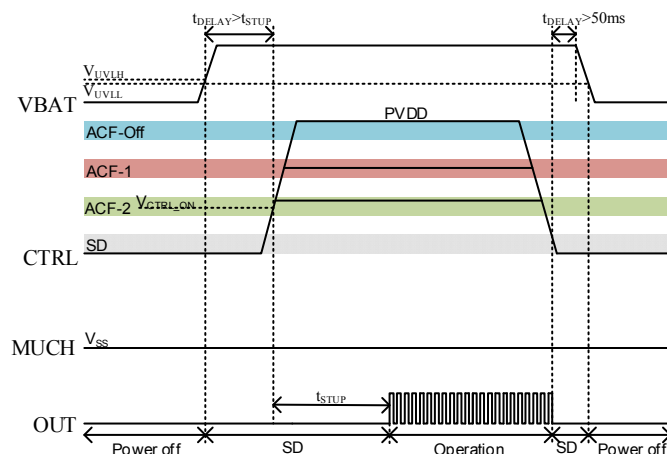 tDELAY>tSTUP
tDELAY>50ms
VUVLH
VUVLL
VBAT
PVDD
ACF-Off
ACF-1
ACF-2
VCTRL_ON
SD
CTRL
VSS
MUCH
tSTUP
OUT
Power off
SD
Operation
SD
Power off